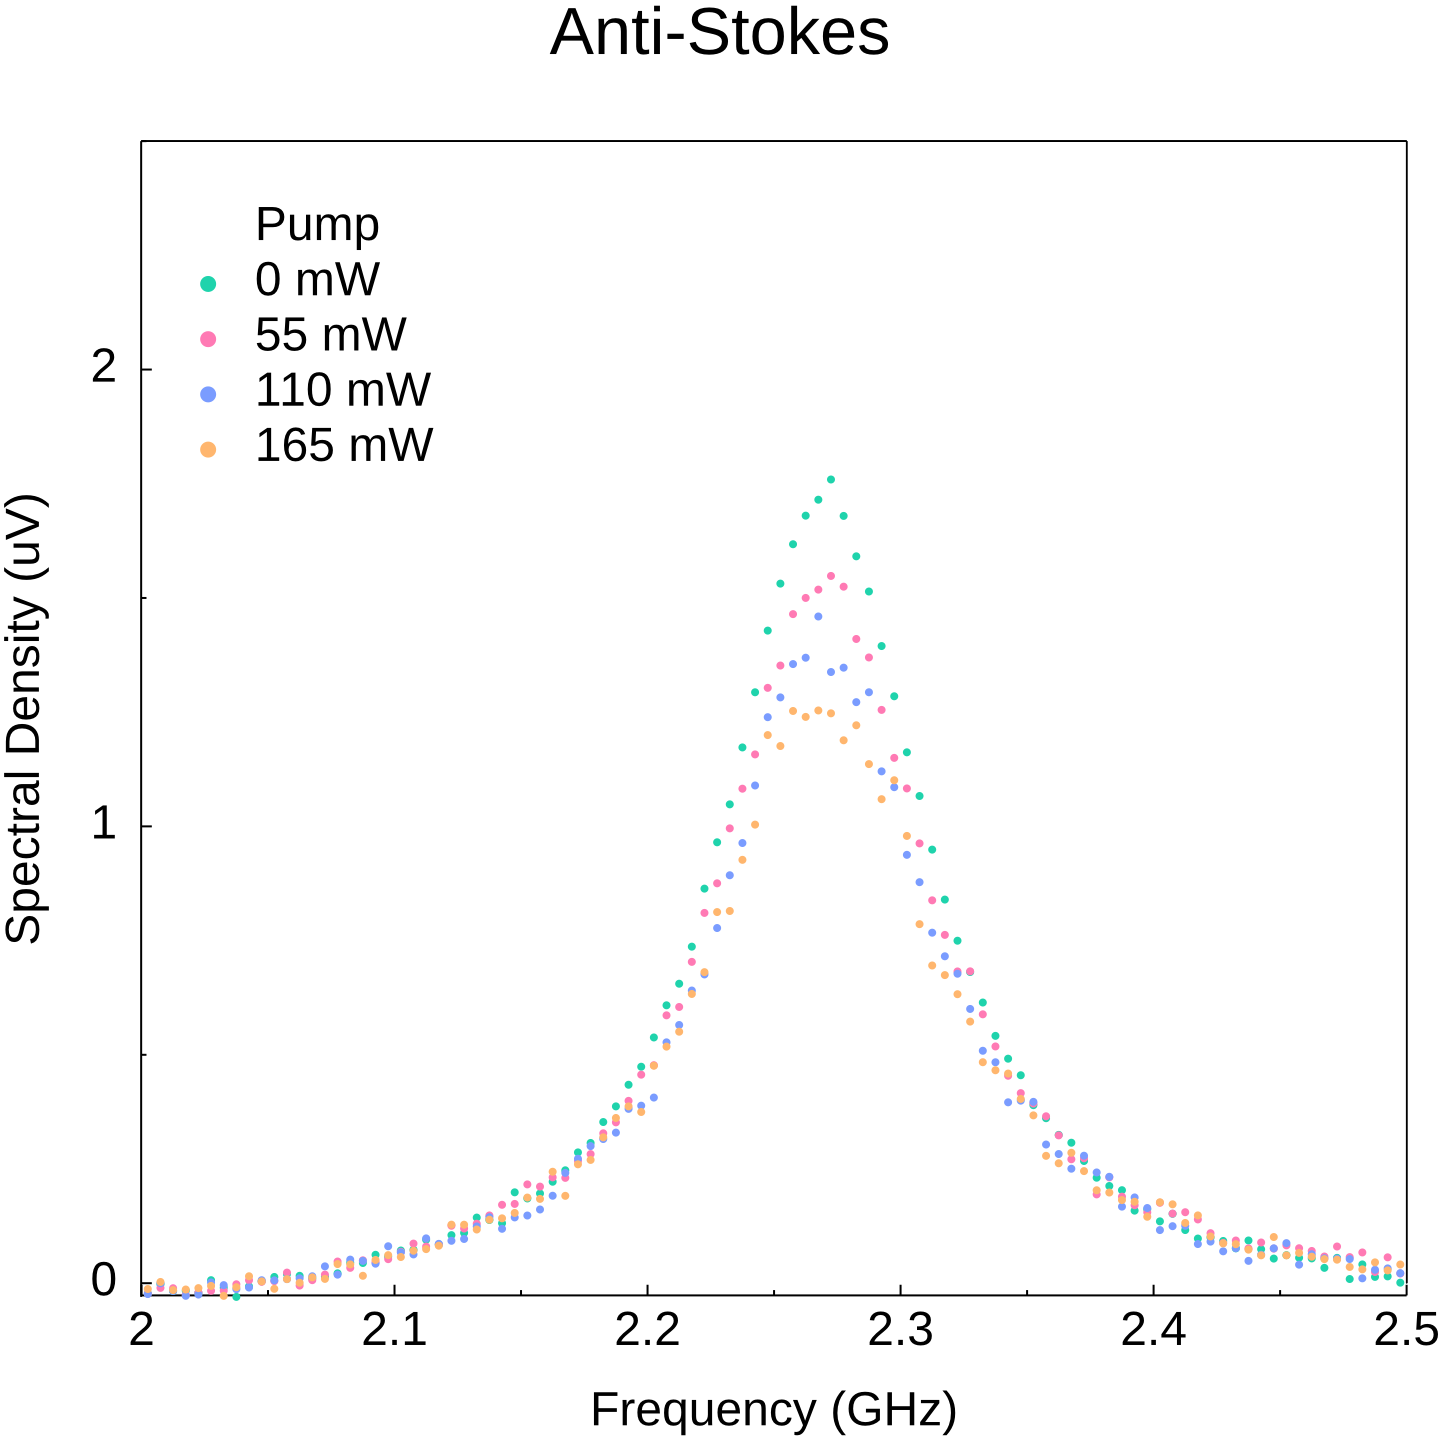 Anti-Stokes
Pump
0 mW
55 mW
110 mW
165 mW
Spectral Density (uV)
2
1
0
2 2.1 2.2 2.3 2.4 2.5
Frequency (GHz)